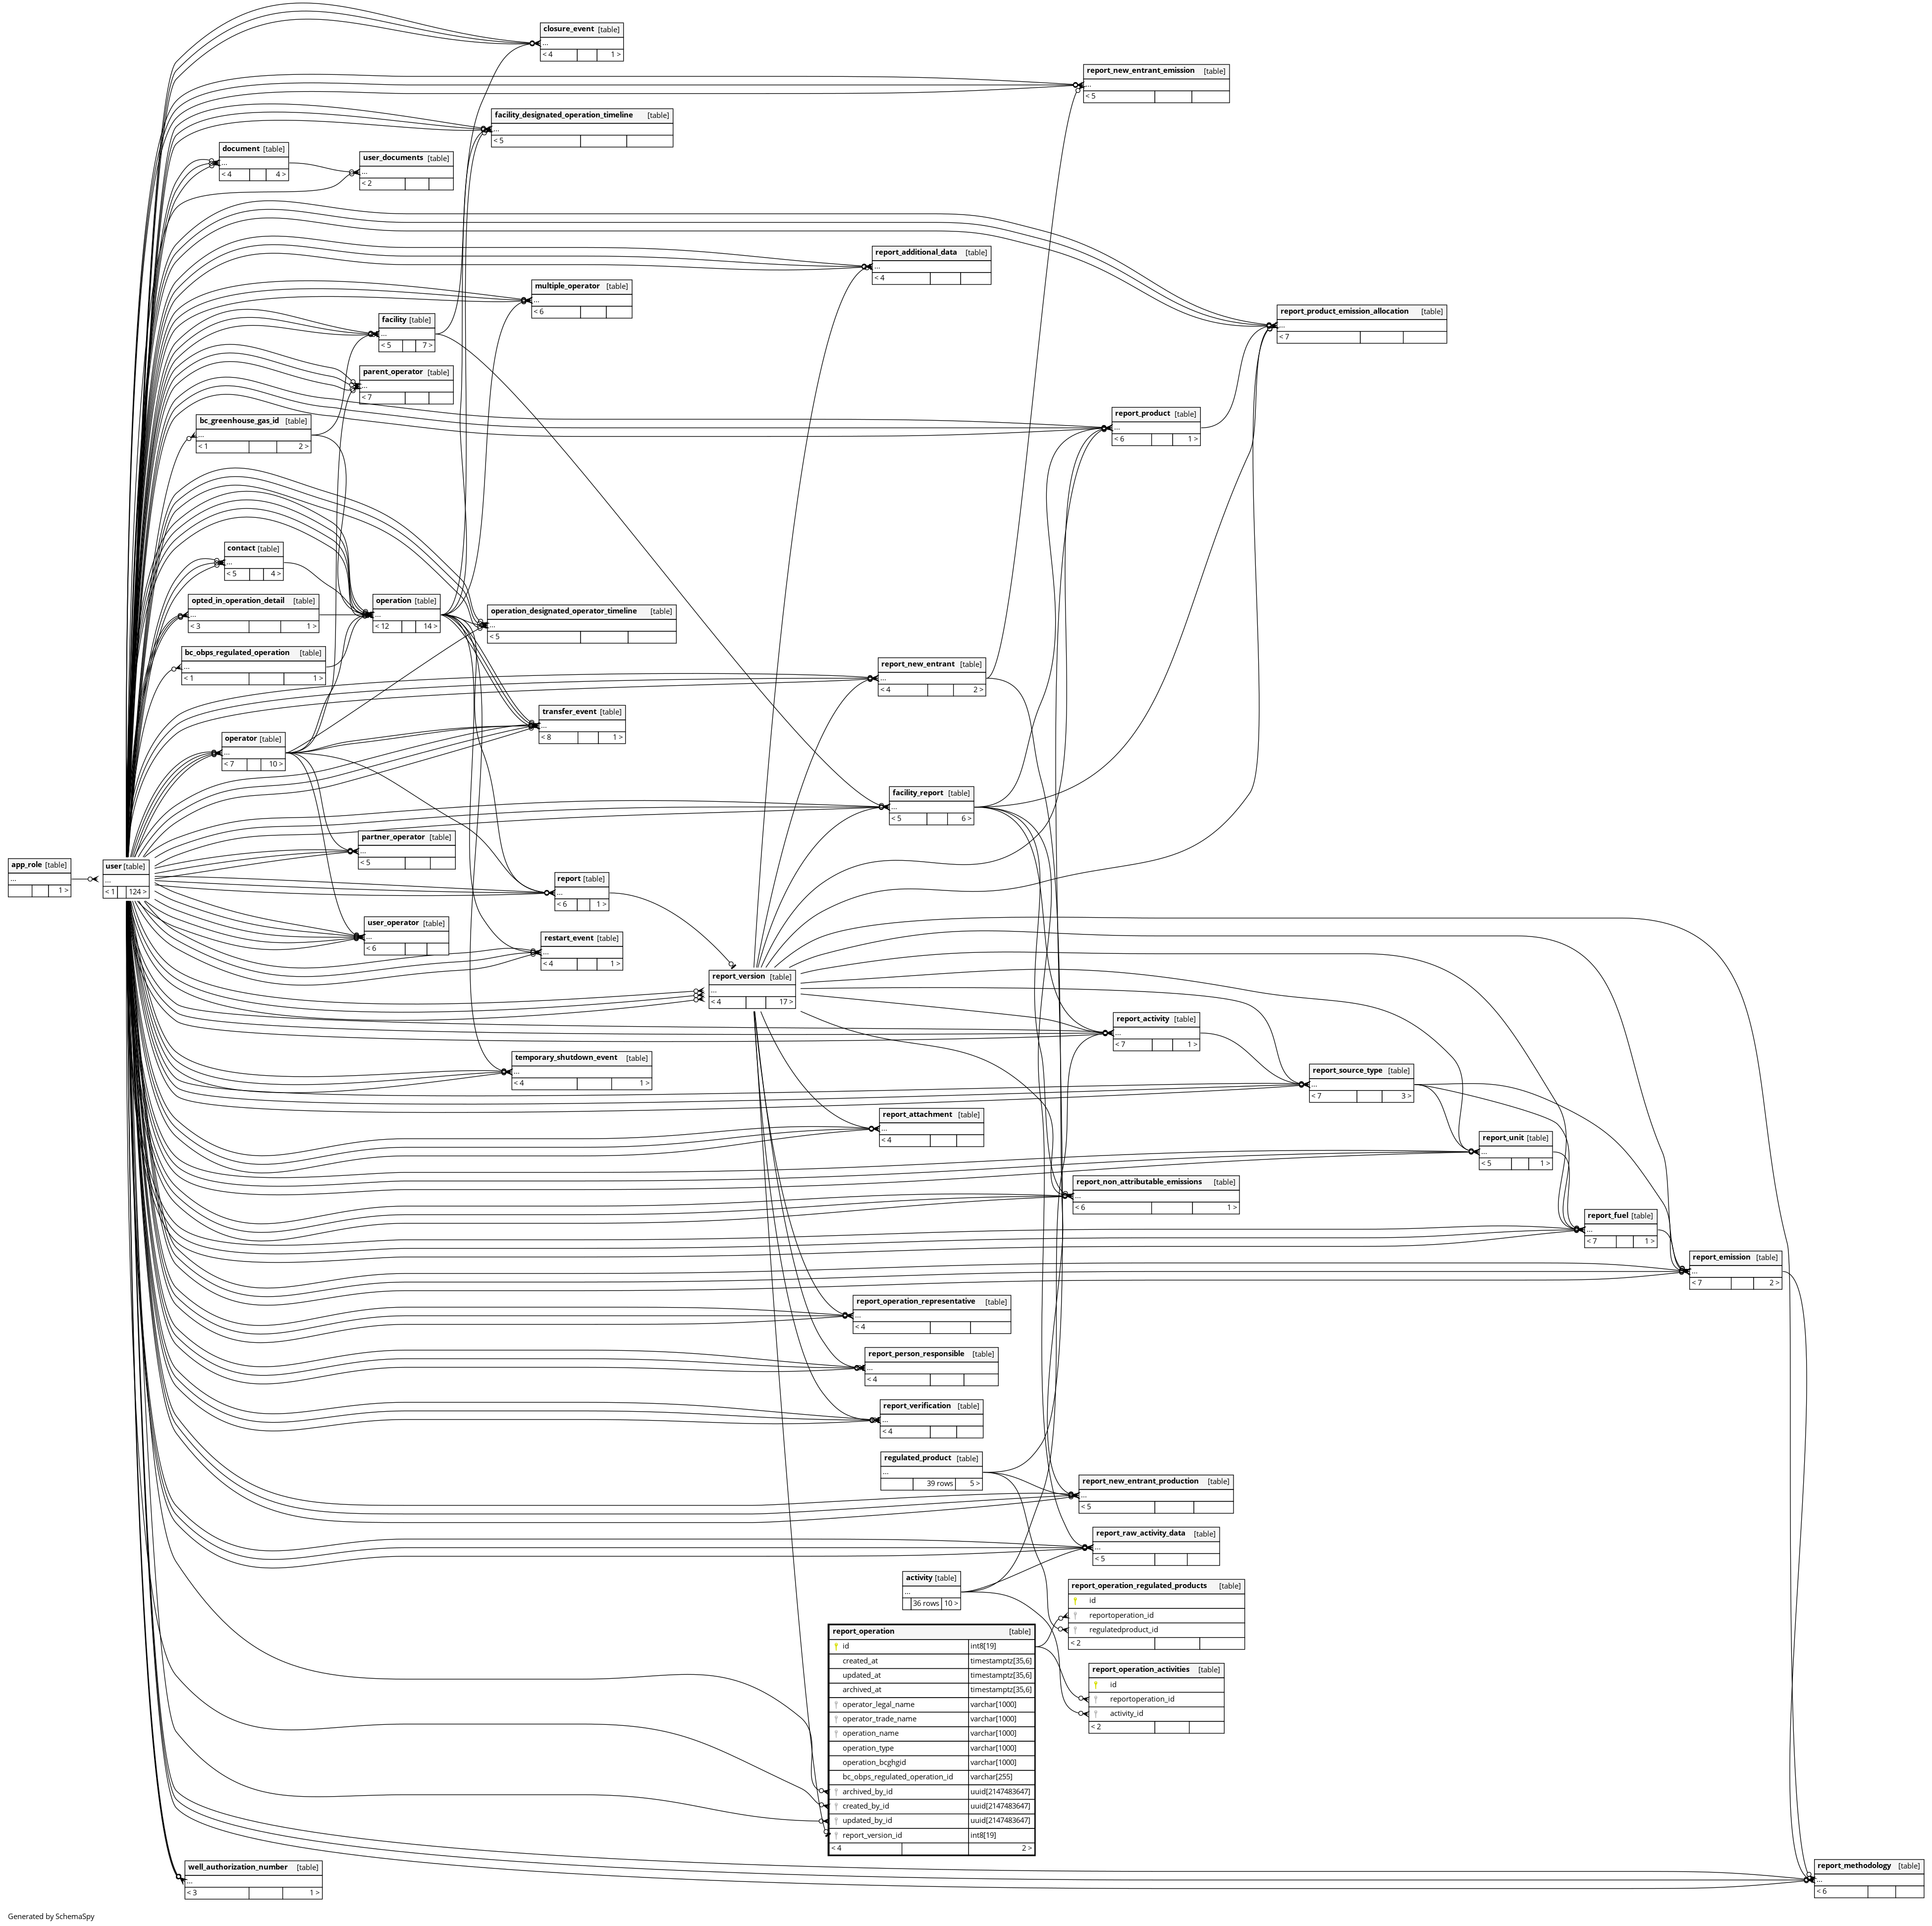 closure_event [table]
...
< 4 1 >
report_new_entrant_emission [table]
...
< 5
facility_designated_operation_timeline [table]
...
< 5
document [table]
...
< 4 4 >
user_documents [table]
...
< 2
report_additional_data [table]
...
< 4
multiple_operator [table]
...
< 6
report_product_emission_allocation [table]
...
< 7
facility [table]
...
< 5 7 >
parent_operator [table]
...
< 7
report_product [table]
...
< 6 1 >
bc_greenhouse_gas_id [table]
...
< 1 2 >
contact [table]
...
< 5 4 >
opted_in_operation_detail [table]
...
< 3 1 >
operation [table]
...
< 12 14 >
operation_designated_operator_timeline [table]
...
< 5
bc_obps_regulated_operation [table]
...
< 1 1 >
report_new_entrant [table]
...
< 4 2 >
transfer_event [table]
...
< 8 1 >
operator [table]
...
< 7 10 >
facility_report [table]
...
< 5 6 >
partner_operator [table]
...
< 5
app_role [table]
...
1 >
user [table]
...
< 1 124 >
report [table]
...
< 6 1 >
user_operator [table]
...
< 6
restart_event [table]
...
< 4 1 >
report_version [table]
...
< 4 17 >
report_activity [table]
...
< 7 1 >
temporary_shutdown_event [table]
...
< 4 1 >
report_source_type [table]
...
< 7 3 >
report_attachment [table]
...
< 4
report_unit [table]
...
< 5 1 >
report_non_attributable_emissions [table]
...
< 6 1 >
report_fuel [table]
...
< 7 1 >
report_emission [table]
...
< 7 2 >
report_operation_representative [table]
...
< 4
report_person_responsible [table]
...
< 4
report_verification [table]
...
< 4
regulated_product [table]
...
39 rows 5 >
report_new_entrant_production [table]
...
< 5
report_raw_activity_data [table]
...
< 5
activity [table]
...
36 rows 10 >
report_operation_regulated_products [table]
id
reportoperation_id
regulatedproduct_id
< 2
report_operation [table]
id int8[19]
created_at timestamptz[35,6]
updated_at timestamptz[35,6]
archived_at timestamptz[35,6]
operator_legal_name varchar[1000]
operator_trade_name varchar[1000]
operation_name varchar[1000]
operation_type varchar[1000]
operation_bcghgid varchar[1000]
bc_obps_regulated_operation_id varchar[255]
archived_by_id uuid[2147483647]
created_by_id uuid[2147483647]
updated_by_id uuid[2147483647]
report_version_id int8[19]
< 4 2 >
report_operation_activities [table]
id
reportoperation_id
activity_id
< 2
well_authorization_number [table]
...
< 3 1 >
report_methodology [table]
...
< 6
Generated by SchemaSpy